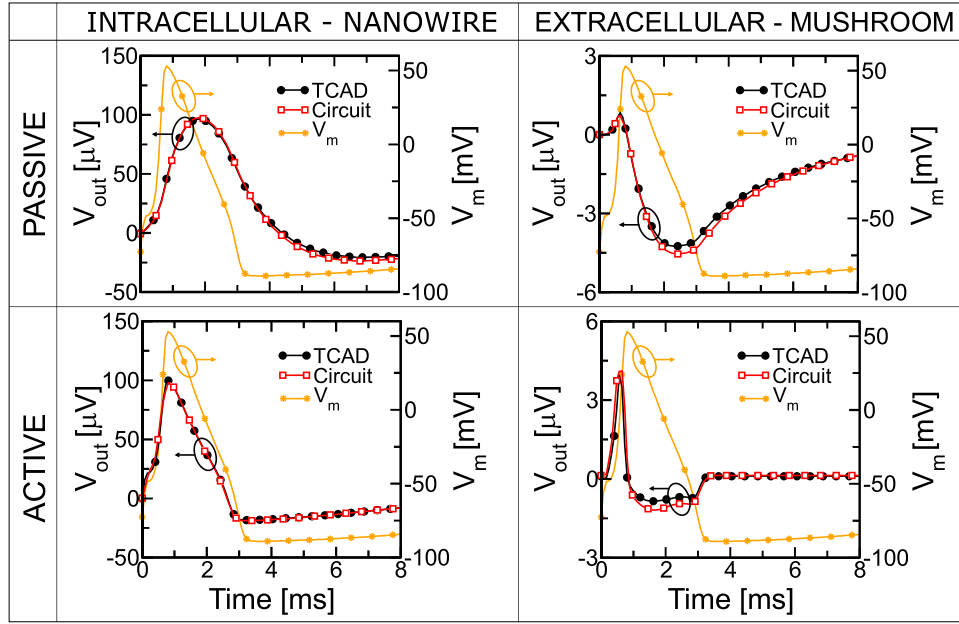 INTRACELLULAR - NANOWIRE
EXTRACELLULAR - MUSHROOM
PASSIVE
150
100
50
0
-50
V_out [µV]
50
0
-50
-100
V_m [mV]
TCAD
Circuit
V_m
3
0
-3
-6
V_out [µV]
50
0
-50
-100
V_m [mV]
TCAD
Circuit
V_m
ACTIVE
150
100
50
0
-50
V_out [µV]
50
0
-50
-100
V_m [mV]
TCAD
Circuit
V_m
0 2 4 6 8
Time [ms]
6
3
0
-3
V_out [µV]
50
0
-50
-100
V_m [mV]
TCAD
Circuit
V_m
0 2 4 6 8
Time [ms]